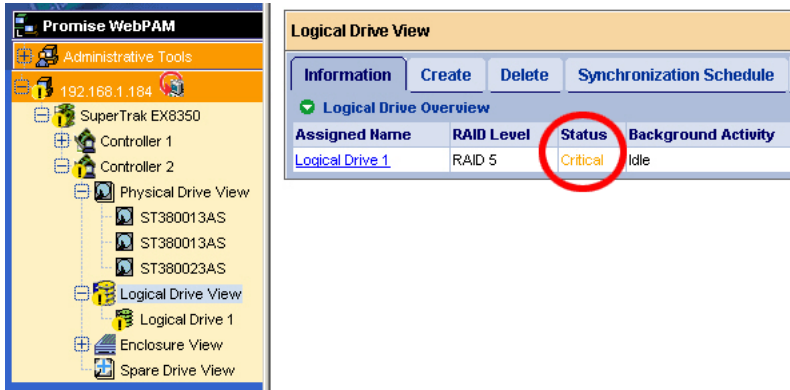 Promise WebPAM
Administrative Tools
192.168.1.184
SuperTrak EX8350
Controller 1
Controller 2
Physical Drive View
ST380013AS
ST380013AS
ST380023AS
Logical Drive View
Logical Drive 1
Enclosure View
Spare Drive View
Logical Drive View
Information Create Delete Synchronization Schedule
Logical Drive Overview
Assigned Name RAID Level Status Background Activity
Logical Drive 1 RAID 5 Critical Idle